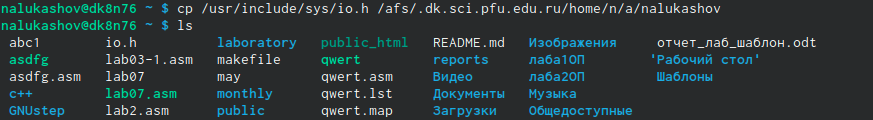 nalukashov@dk8n76 ~ $ cp /usr/include/sys/io.h /afs/.dk.sci.pfu.edu.ru/home/n/a/nalukashov
nalukashov@dk8n76 ~ $ ls
abc1 io.h laboratory public_html README.md Изображения отчет_лаб_шаблон.odt
asdfg lab03-1.asm makefile qwert reports лаба1ОП 'Рабочий стол'
asdfg.asm lab07 may qwert.asm Видео лаба2ОП Шаблоны
c++ lab07.asm monthly qwert.lst Документы Музыка
GNUstep lab2.asm public qwert.map Загрузки Общедоступные